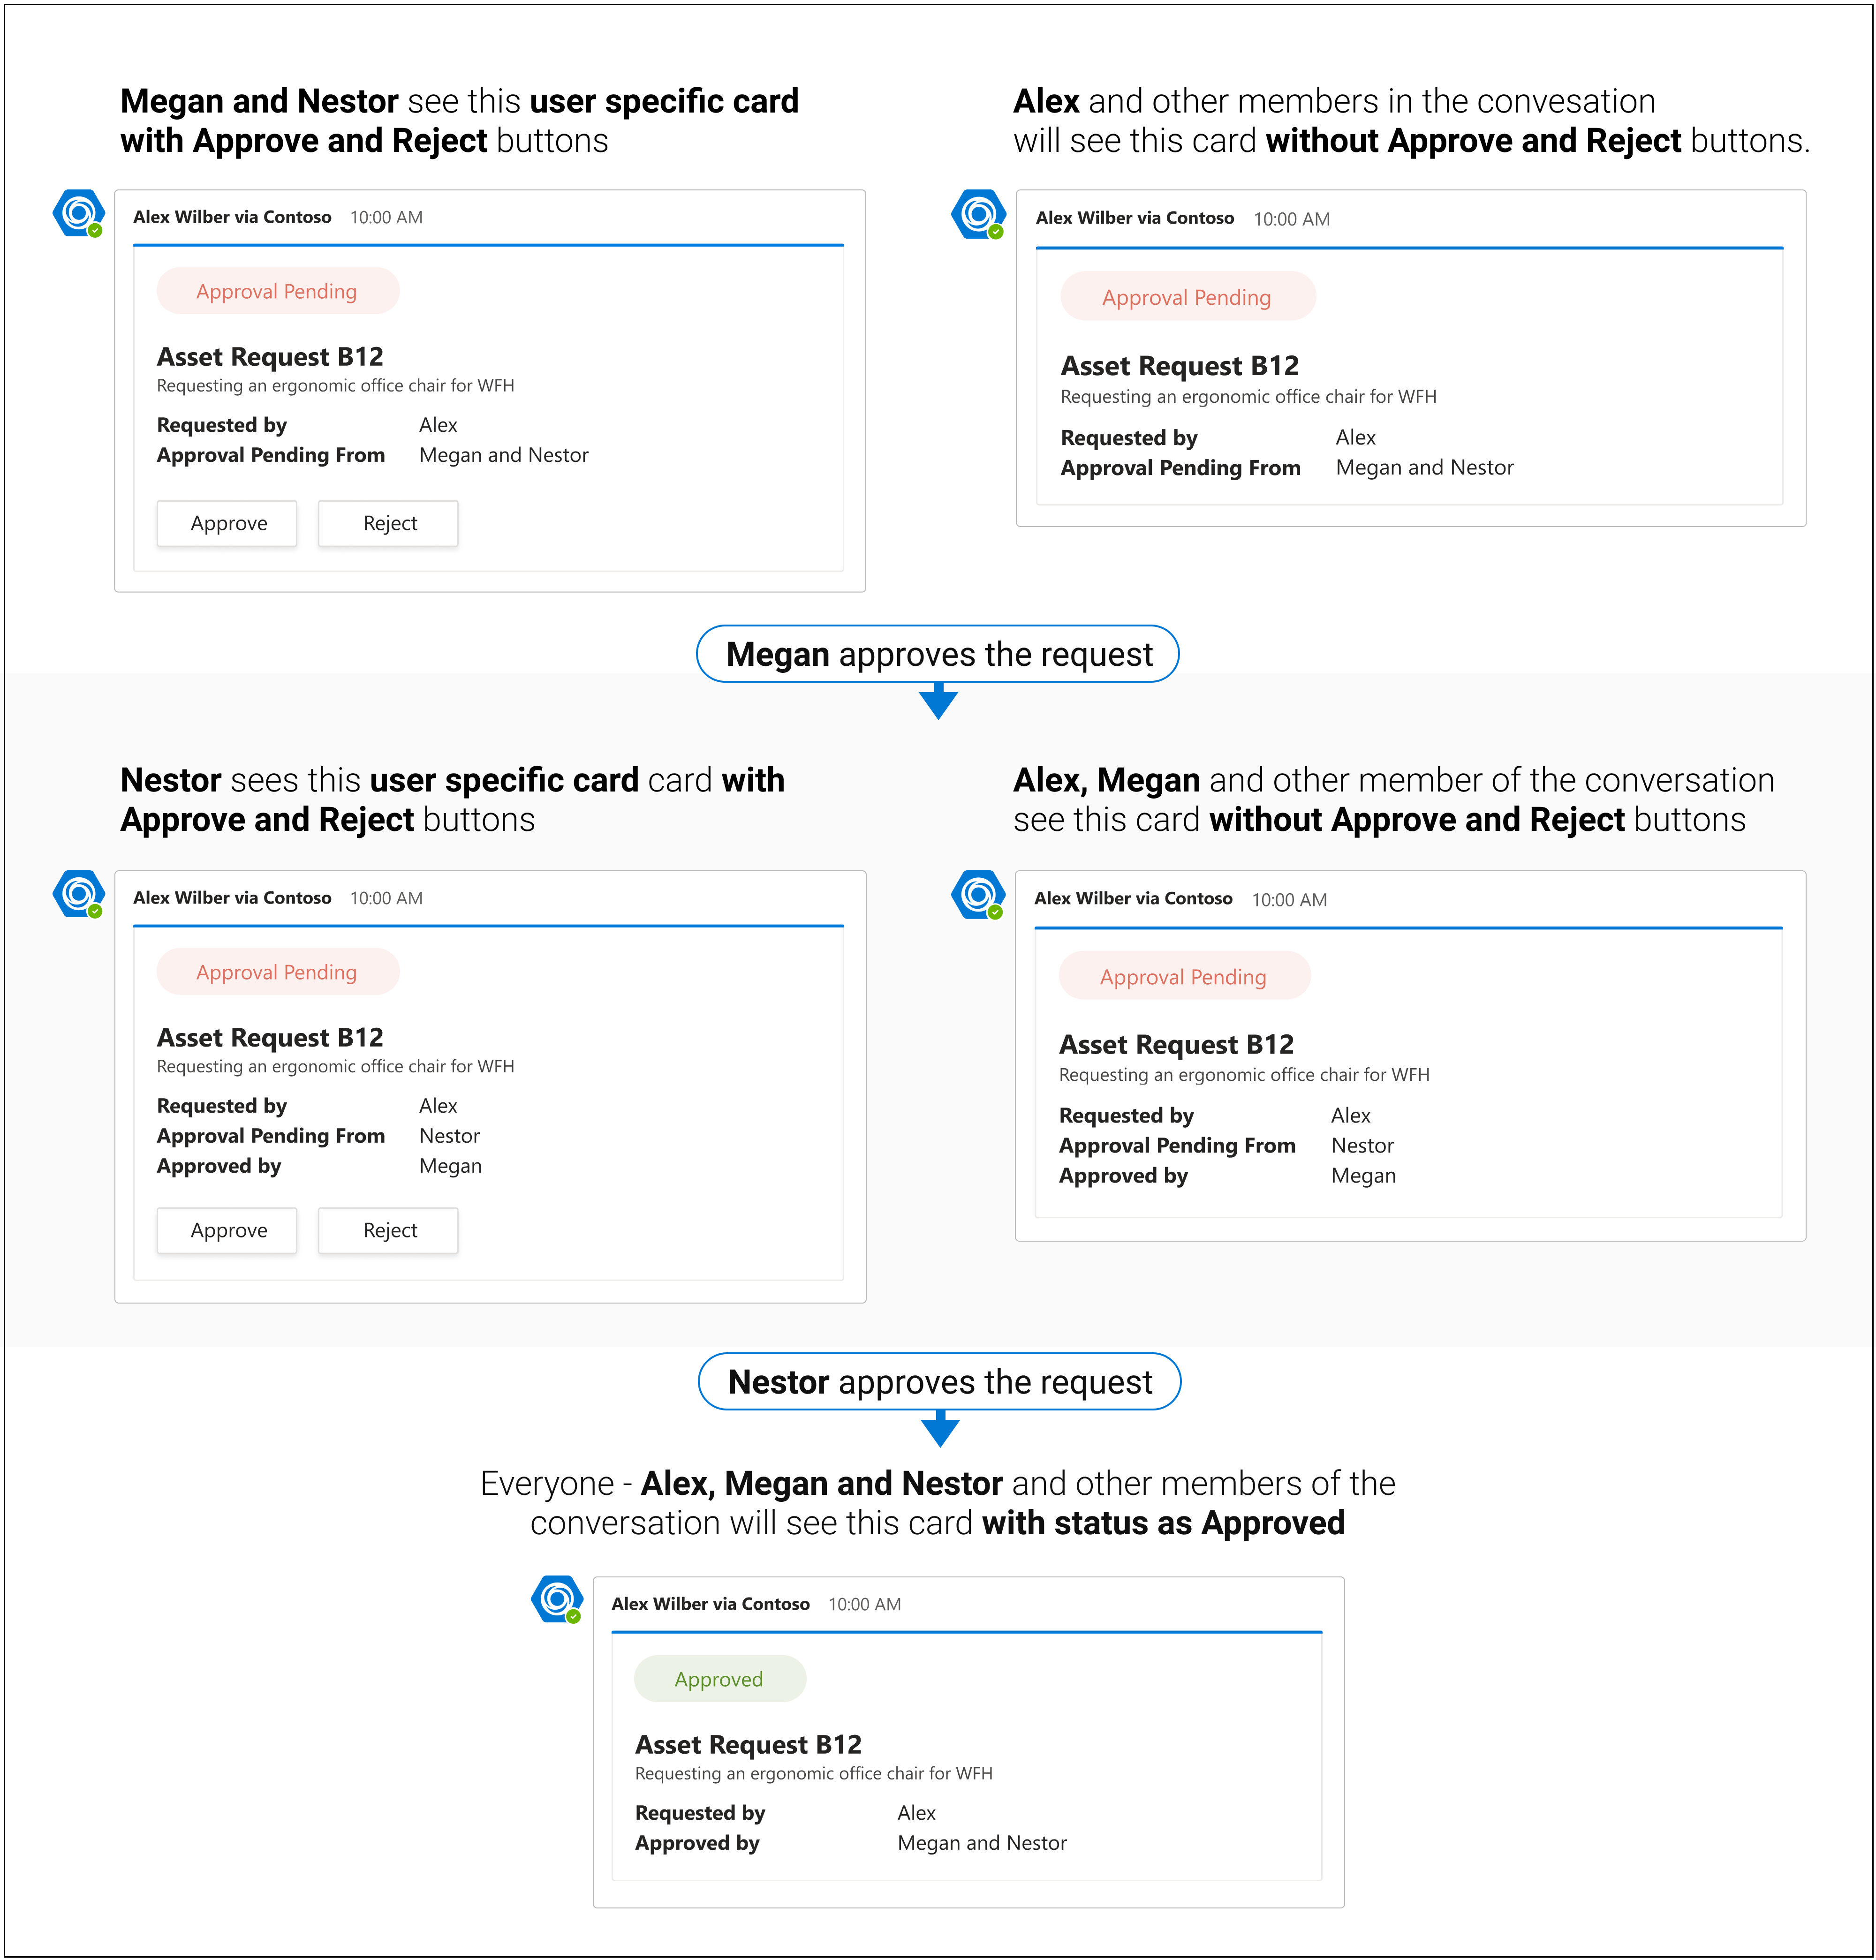 Megan and Nestor see this user specific card
with Approve and Reject buttons
Alex Wilber via Contoso 10:00 AM
Approval Pending
Asset Request B12
Requesting an ergonomic office chair for WFH
Requested by Alex
Approval Pending From Megan and Nestor
Approve Reject
Alex and other members in the convesation
will see this card without Approve and Reject buttons.
Alex Wilber via Contoso 10:00 AM
Approval Pending
Asset Request B12
Requesting an ergonomic office chair for WFH
Requested by Alex
Approval Pending From Megan and Nestor
Megan approves the request
Nestor sees this user specific card card with
Approve and Reject buttons
Alex Wilber via Contoso 10:00 AM
Approval Pending
Asset Request B12
Requesting an ergonomic office chair for WFH
Requested by Alex
Approval Pending From Nestor
Approved by Megan
Approve Reject
Alex, Megan and other member of the conversation
see this card without Approve and Reject buttons
Alex Wilber via Contoso 10:00 AM
Approval Pending
Asset Request B12
Requesting an ergonomic office chair for WFH
Requested by Alex
Approval Pending From Nestor
Approved by Megan
Nestor approves the request
Everyone - Alex, Megan and Nestor and other members of the
conversation will see this card with status as Approved
Alex Wilber via Contoso 10:00 AM
Approved
Asset Request B12
Requesting an ergonomic office chair for WFH
Requested by Alex
Approved by Megan and Nestor